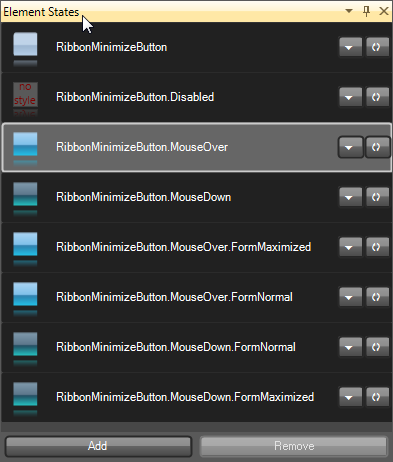 Element States
RibbonMinimizeButton
no
style
RibbonMinimizeButton.Disabled
RibbonMinimizeButton.MouseOver
RibbonMinimizeButton.MouseDown
RibbonMinimizeButton.MouseOver.FormMaximized
RibbonMinimizeButton.MouseOver.FormNormal
RibbonMinimizeButton.MouseDown.FormNormal
RibbonMinimizeButton.MouseDown.FormMaximized
Add
Remove